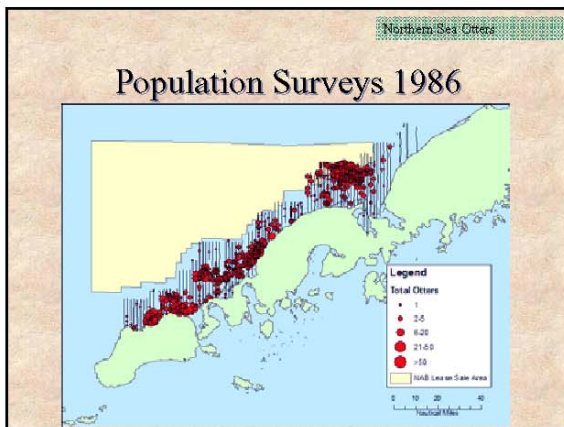 Northern Sea Otters
Population Surveys 1986
Legend
Total Otters
1
2-5
6-20
21-50
>50
NAB Lease Sale Area
0 10 20 40
Nautical Miles